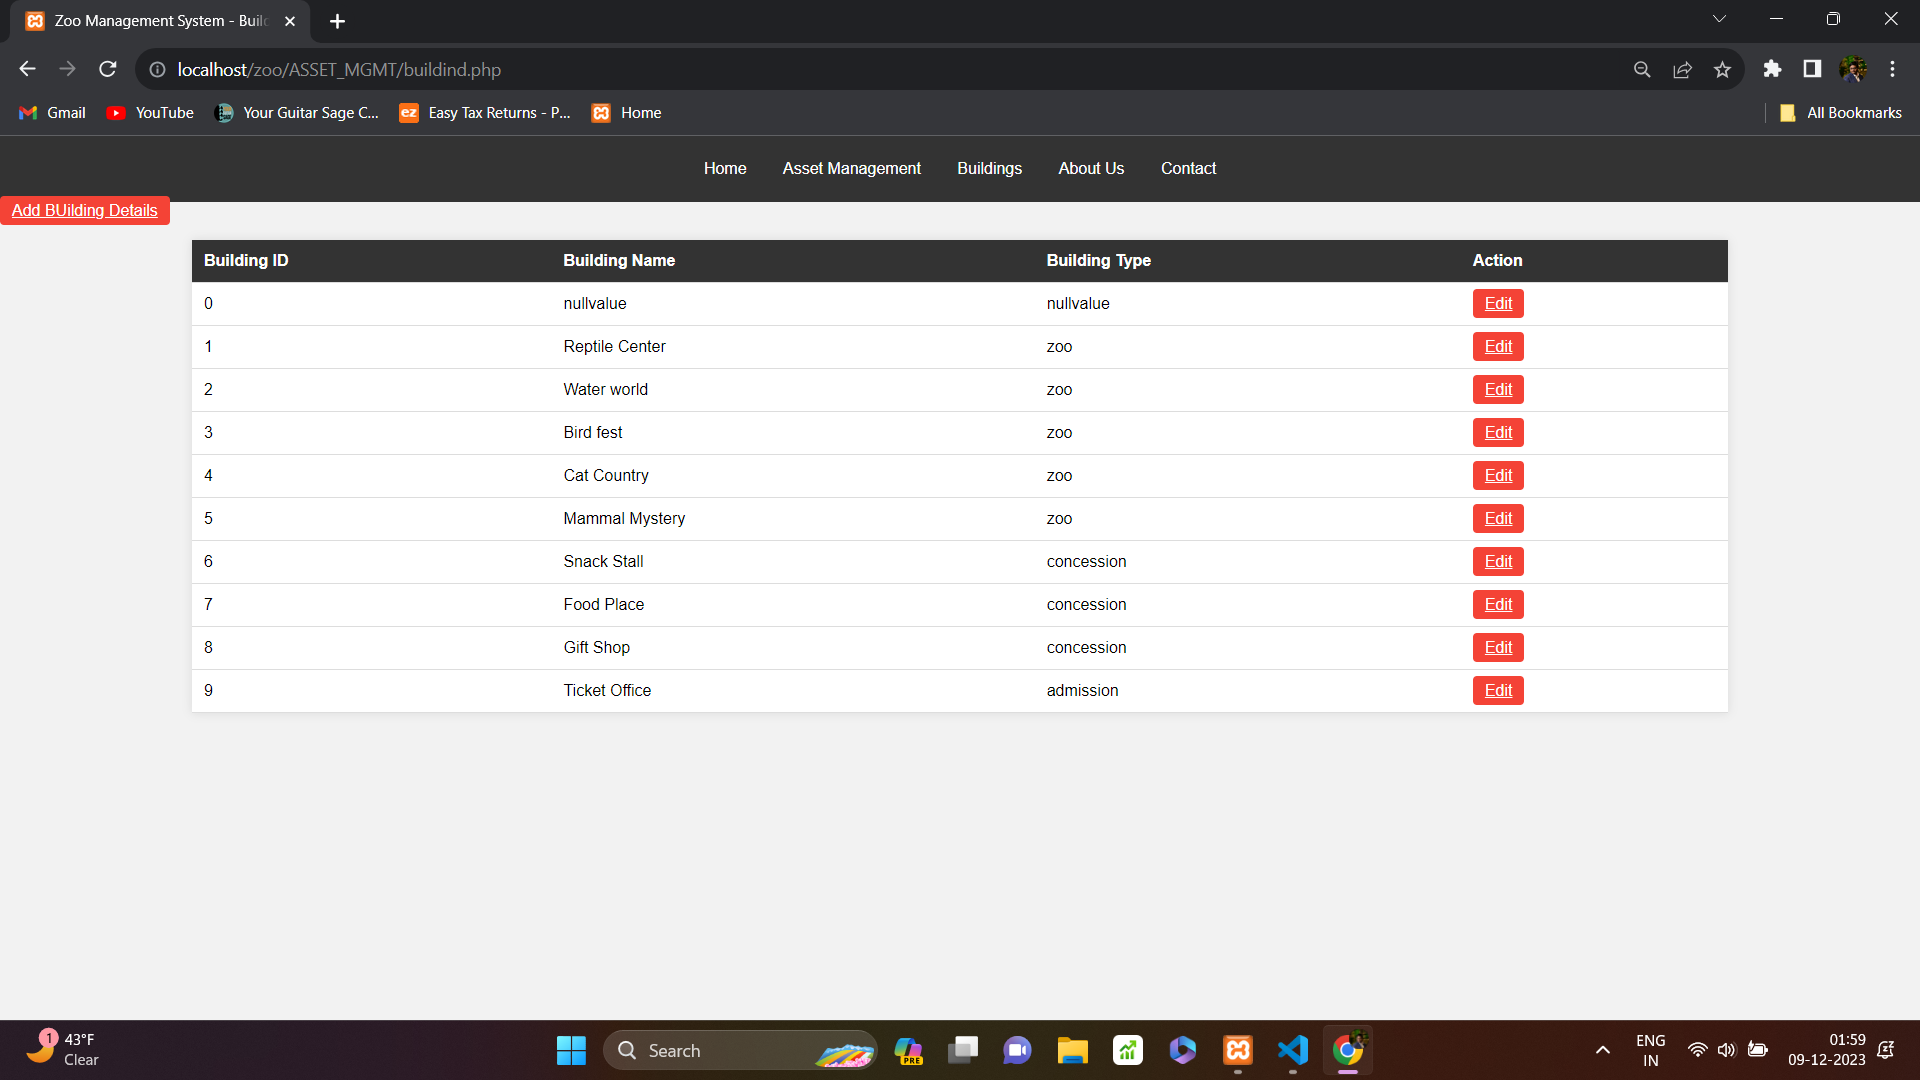 Zoo Management System - Buil
localhost/zoo/ASSET_MGMT/buildind.php
Gmail YouTube Your Guitar Sage C... ez Easy Tax Returns - P... Home All Bookmarks
Home Asset Management Buildings About Us Contact
Add BUilding Details
Building ID Building Name Building Type Action
0 nullvalue nullvalue Edit
1 Reptile Center zoo Edit
2 Water world zoo Edit
3 Bird fest zoo Edit
4 Cat Country zoo Edit
5 Mammal Mystery zoo Edit
6 Snack Stall concession Edit
7 Food Place concession Edit
8 Gift Shop concession Edit
9 Ticket Office admission Edit
1 43°F
Clear
Search
PRE
ENG
IN
01:59
09-12-2023